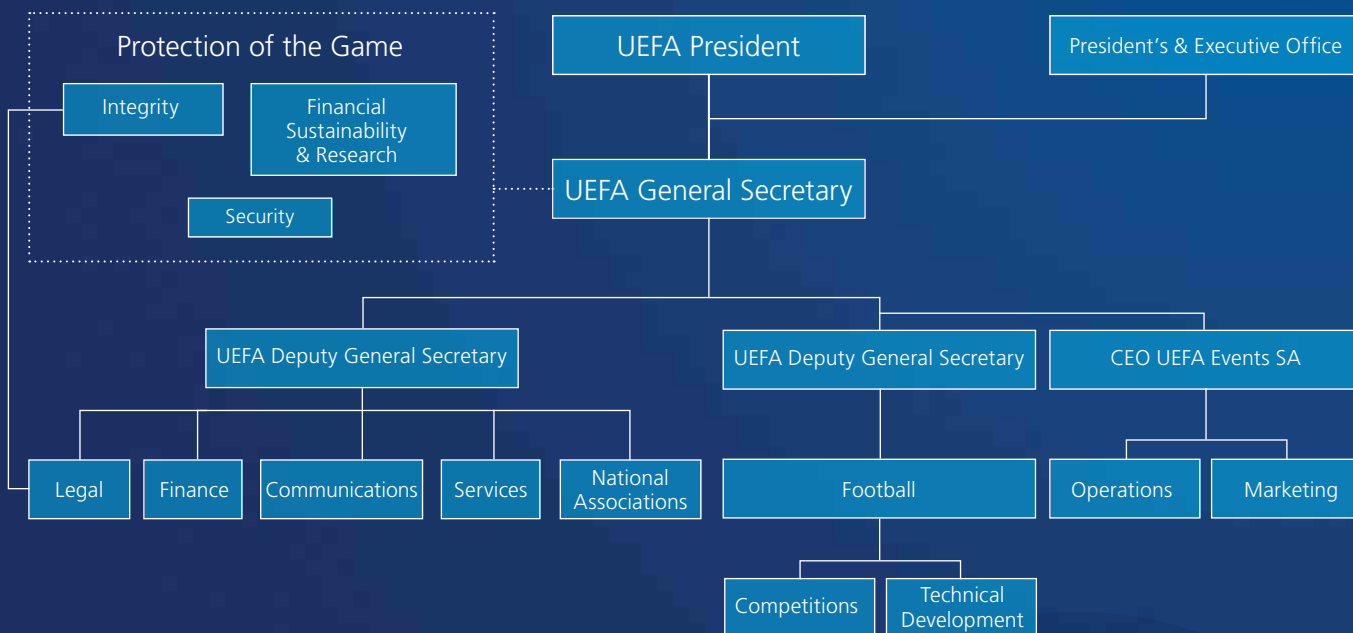 Protection of the Game
Integrity
Financial
Sustainability
& Research
Security
UEFA President
President's & Executive Office
UEFA General Secretary
UEFA Deputy General Secretary
UEFA Deputy General Secretary
CEO UEFA Events SA
Legal
Finance
Communications
Services
National
Associations
Football
Operations
Marketing
Competitions
Technical
Development